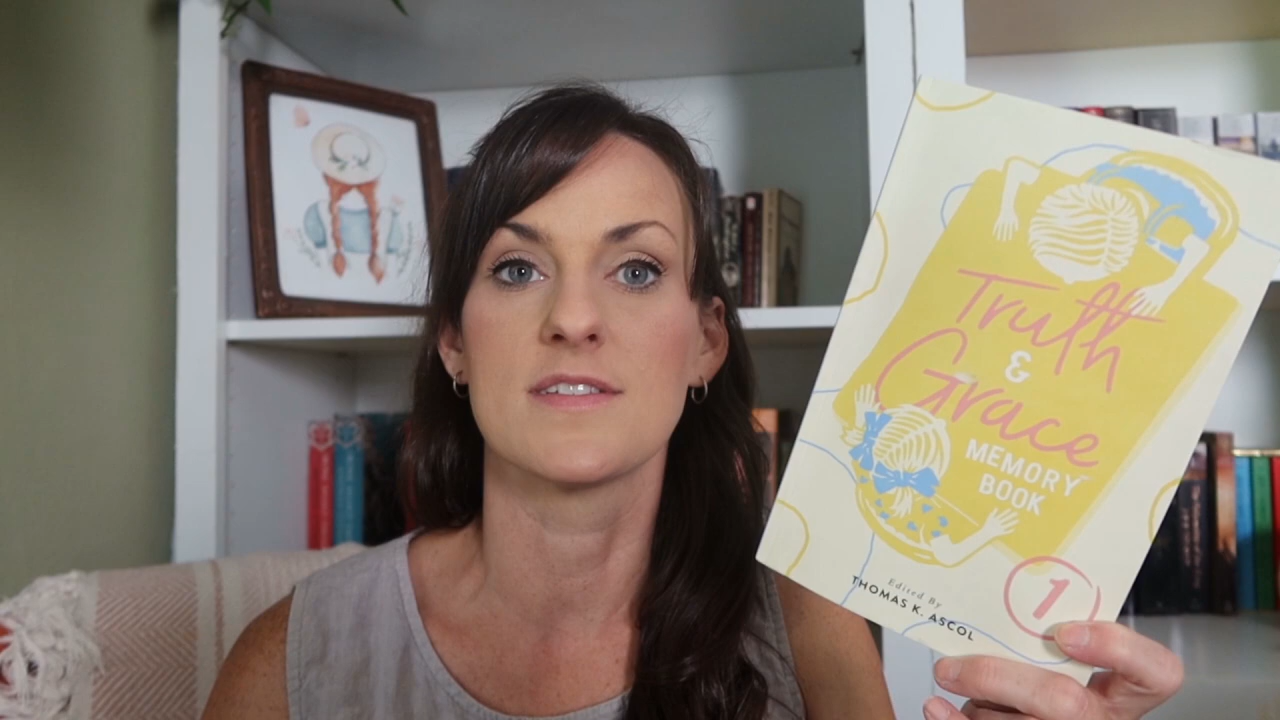 Truth
&
Grace
MEMORY
BOOK
Edited By
THOMAS K. ASCOL
1